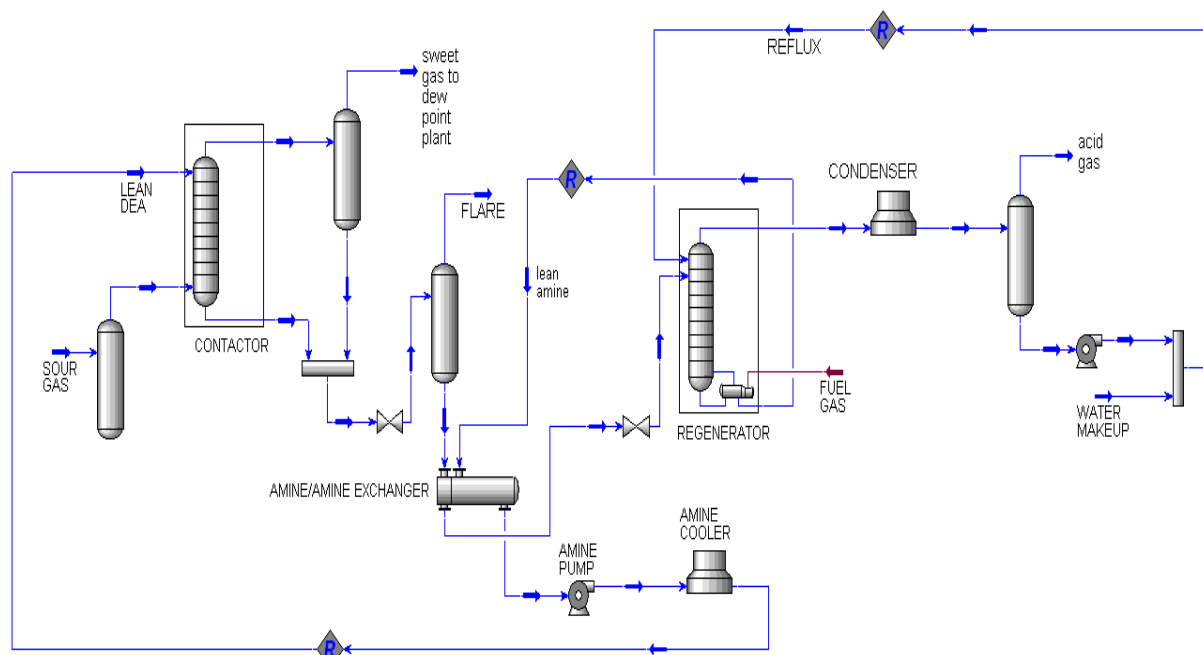 sweet
gas to
dew
point
plant
R
REFLUX
acid
gas
CONDENSER
LEAN
DEA
R
FLARE
lean
amine
SOUR
GAS
CONTACTOR
FUEL
GAS
REGENERATOR
WATER
MAKEUP
AMINE/AMINE EXCHANGER
AMINE
COOLER
AMINE
PUMP
R